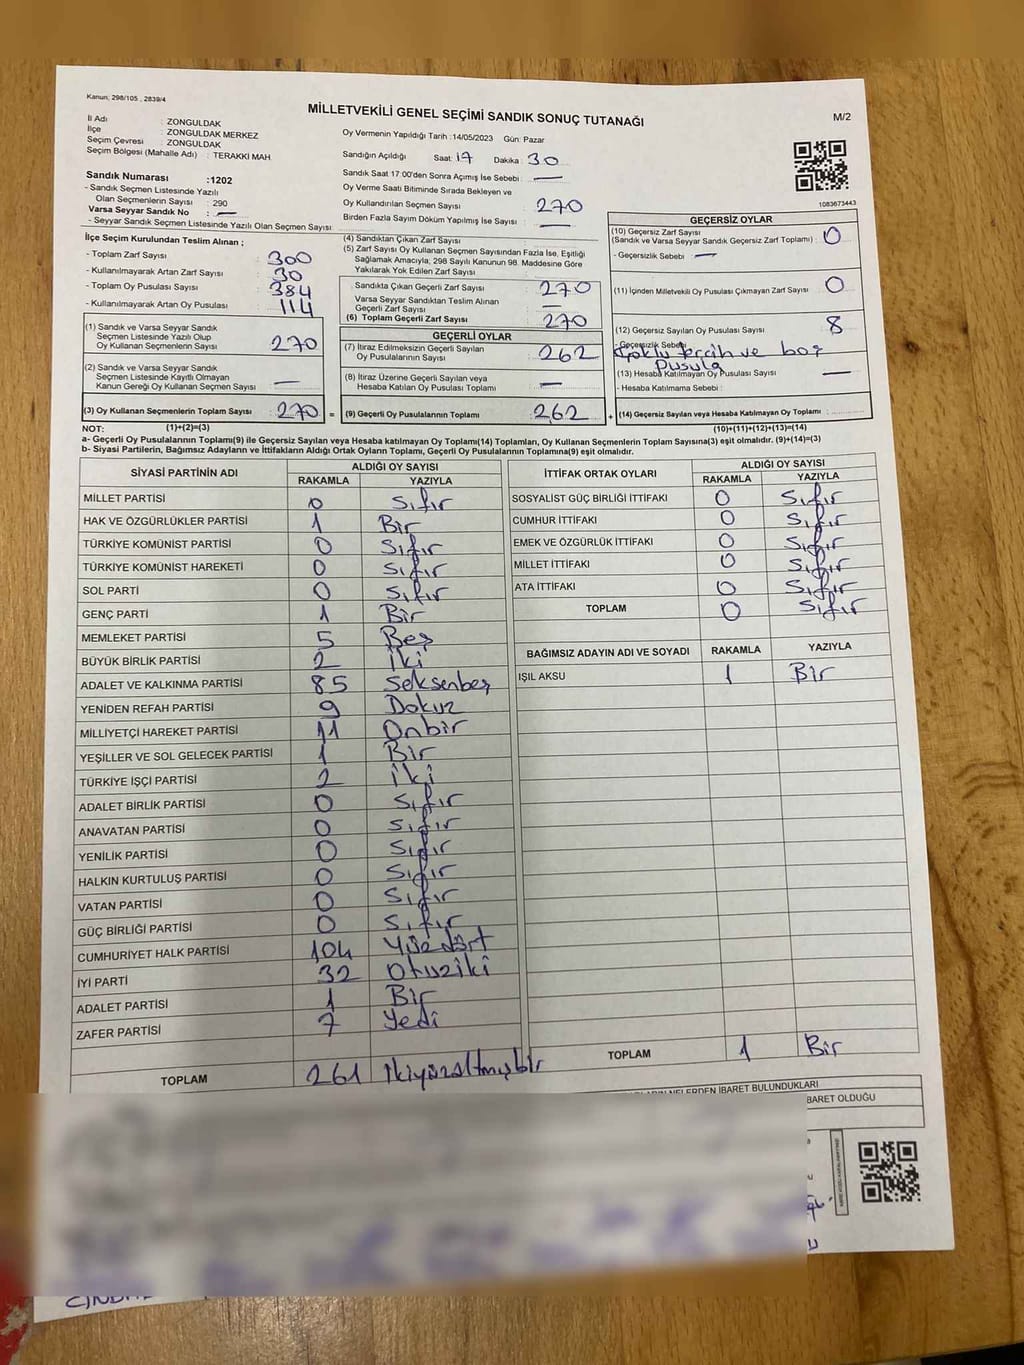 Kanun; 298/105 , 2839/4
MİLLETVEKİLİ GENEL SEÇİMİ SANDIK SONUÇ TUTANAĞI
M/2
İl Adı : ZONGULDAK
İlçe : ZONGULDAK MERKEZ
Seçim Çevresi : ZONGULDAK
Seçim Bölgesi (Mahalle Adı) : TERAKKİ MAH
Sandık Numarası :1202
- Sandık Seçmen Listesinde Yazılı
Olan Seçmenlerin Sayısı : 290
Varsa Seyyar Sandık No : —
- Seyyar Sandık Seçmen Listesinde Yazılı Olan Seçmen Sayısı:
Oy Vermenin Yapıldığı Tarih :14/05/2023 Gün: Pazar
Sandığın Açıldığı Saat: 17 Dakika : 30
Sandık Saat 17:00'den Sonra Açımış İse Sebebi : —
Oy Verme Saati Bitiminde Sırada Bekleyen ve
Oy Kullandırılan Seçmen Sayısı : 270
Birden Fazla Sayım Döküm Yapılmış İse Sayısı : —
1083673443
İlçe Seçim Kurulundan Teslim Alınan ;
- Toplam Zarf Sayısı : 300
- Kullanılmayarak Artan Zarf Sayısı : 30
- Toplam Oy Pusulası Sayısı : 384
- Kullanılmayarak Artan Oy Pusulası : 114
(1) Sandık ve Varsa Seyyar Sandık
Seçmen Listesinde Yazılı Olup
Oy Kullanan Seçmenlerin Sayısı : 270
(2) Sandık ve Varsa Seyyar Sandık
Seçmen Listesinde Kayıtlı Olmayan
Kanun Gereği Oy Kullanan Seçmen Sayısı : —
(3) Oy Kullanan Seçmenlerin Toplam Sayısı : 270 =
(4) Sandıktan Çıkan Zarf Sayısı :
(5) Zarf Sayısı Oy Kullanan Seçmen Sayısından Fazla İse, Eşitliği
Sağlamak Amacıyla; 298 Sayılı Kanunun 98. Maddesine Göre
Yakılarak Yok Edilen Zarf Sayısı :
Sandıkta Çıkan Geçerli Zarf Sayısı : 270
Varsa Seyyar Sandıktan Teslim Alınan
Geçerli Zarf Sayısı : —
(6) Toplam Geçerli Zarf Sayısı : 270
GEÇERLİ OYLAR
(7) İtiraz Edilmeksizin Geçerli Sayılan
Oy Pusulalarının Sayısı : 262
(8) İtiraz Üzerine Geçerli Sayılan veya
Hesaba Katılan Oy Pusulası Toplamı : —
(9) Geçerli Oy Pusulalarının Toplamı : 262 +
GEÇERSİZ OYLAR
(10) Geçersiz Zarf Sayısı
(Sandık ve Varsa Seyyar Sandık Geçersiz Zarf Toplamı) : 0
- Geçersizlik Sebebi : —
(11) İçinden Milletvekili Oy Pusulası Çıkmayan Zarf Sayısı : 0
(12) Geçersiz Sayılan Oy Pusulası Sayısı : 8
- Geçersizlik Sebebi
Çoklu tercih ve boş
Pusula
(13) Hesaba Katılmayan Oy Pusulası Sayısı : —
- Hesaba Katılmama Sebebi :
(14) Geçersiz Sayılan veya Hesaba Katılmayan Oy Toplamı :
NOT: (1)+(2)=(3) (10)+(11)+(12)+(13)=(14)
a- Geçerli Oy Pusulalarının Toplamı(9) ile Geçersiz Sayılan veya Hesaba katılmayan Oy Toplamı(14) Toplamları, Oy Kullanan Seçmenlerin Toplam Sayısına(3) eşit olmalıdır. (9)+(14)=(3)
b- Siyasi Partilerin, Bağımsız Adayların ve İttifakların Aldığı Ortak Oyların Toplamı, Geçerli Oy Pusulalarının Toplamına(9) eşit olmalıdır.
SİYASİ PARTİNİN ADI ALDIĞI OY SAYISI
RAKAMLA YAZIYLA
MİLLET PARTİSİ 0 Sıfır
HAK VE ÖZGÜRLÜKLER PARTİSİ 1 Bir
TÜRKİYE KOMÜNİST PARTİSİ 0 Sıfır
TÜRKİYE KOMÜNİST HAREKETİ 0 Sıfır
SOL PARTİ 0 Sıfır
GENÇ PARTİ 1 Bir
MEMLEKET PARTİSİ 5 Beş
BÜYÜK BİRLİK PARTİSİ 2 İki
ADALET VE KALKINMA PARTİSİ 85 Seksenbeş
YENİDEN REFAH PARTİSİ 9 Dokuz
MİLLİYETÇİ HAREKET PARTİSİ 11 Onbir
YEŞİLLER VE SOL GELECEK PARTİSİ 1 Bir
TÜRKİYE İŞÇİ PARTİSİ 2 İki
ADALET BİRLİK PARTİSİ 0 Sıfır
ANAVATAN PARTİSİ 0 Sıfır
YENİLİK PARTİSİ 0 Sıfır
HALKIN KURTULUŞ PARTİSİ 0 Sıfır
VATAN PARTİSİ 0 Sıfır
GÜÇ BİRLİĞİ PARTİSİ 0 Sıfır
CUMHURİYET HALK PARTİSİ 104 Yüzdört
İYİ PARTİ 32 Otuziki
ADALET PARTİSİ 1 Bir
ZAFER PARTİSİ 7 Yedi
TOPLAM 261 İkiyüzaltmışbir
İTTİFAK ORTAK OYLARI ALDIĞI OY SAYISI
RAKAMLA YAZIYLA
SOSYALİST GÜÇ BİRLİĞİ İTTİFAKI 0 Sıfır
CUMHUR İTTİFAKI 0 Sıfır
EMEK VE ÖZGÜRLÜK İTTİFAKI 0 Sıfır
MİLLET İTTİFAKI 0 Sıfır
ATA İTTİFAKI 0 Sıfır
TOPLAM 0 Sıfır
BAĞIMSIZ ADAYIN ADI VE SOYADI RAKAMLA YAZIYLA
IŞIL AKSU 1 Bir
TOPLAM 1 Bir
NELERDEN İBARET BULUNDUKLARI
BARET OLDUĞU